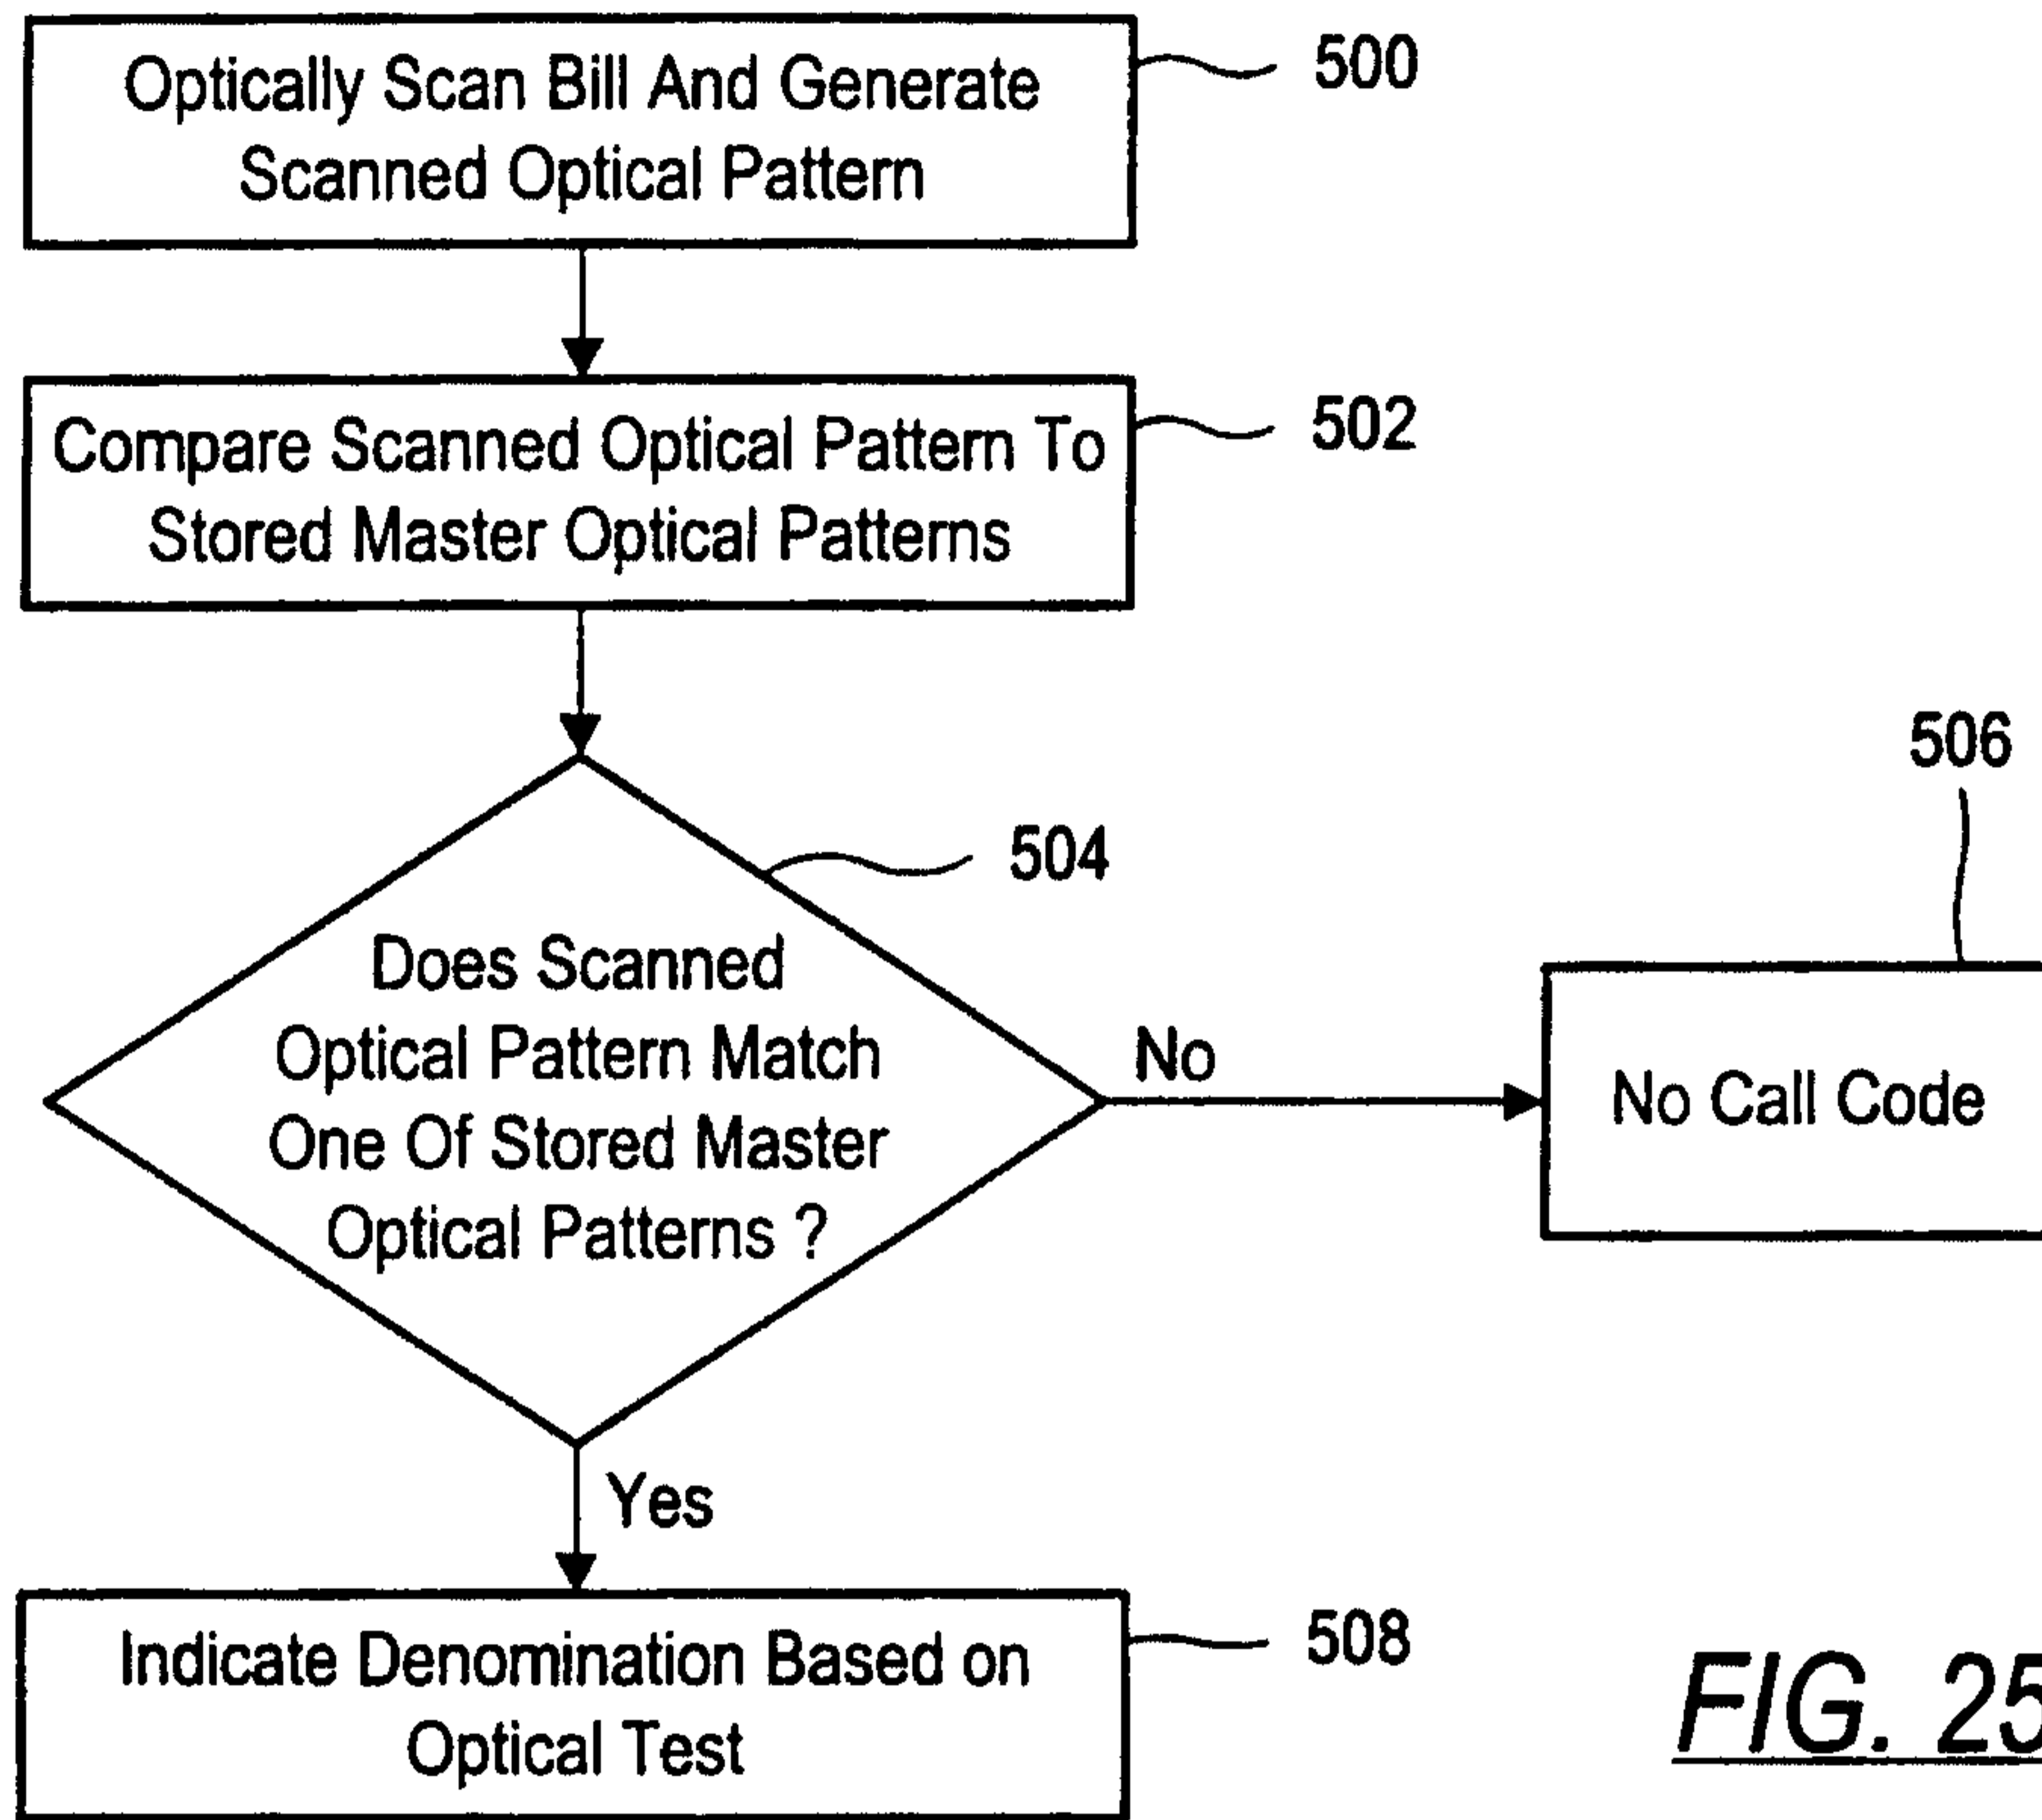 Optically Scan Bill And Generate
Scanned Optical Pattern
500
Compare Scanned Optical Pattern To
Stored Master Optical Patterns
502
504
Does Scanned
Optical Pattern Match
One Of Stored Master
Optical Patterns ?
No
506
No Call Code
Yes
Indicate Denomination Based on
Optical Test
508
FIG. 25